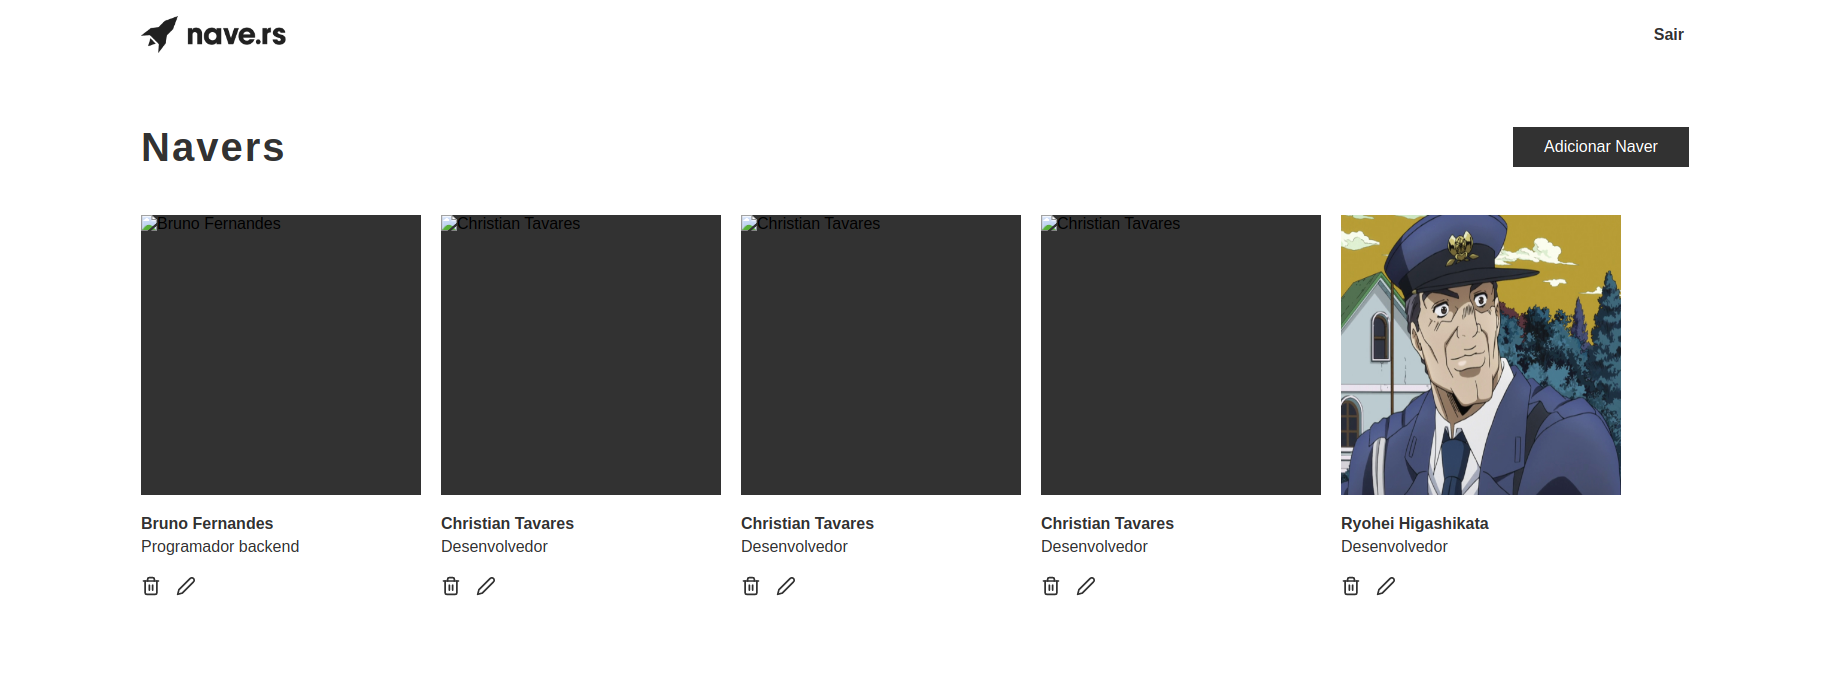 nave.rs
Sair
Navers
Adicionar Naver
Bruno Fernandes
Christian Tavares
Christian Tavares
Christian Tavares
Bruno Fernandes
Programador backend
Christian Tavares
Desenvolvedor
Christian Tavares
Desenvolvedor
Christian Tavares
Desenvolvedor
Ryohei Higashikata
Desenvolvedor